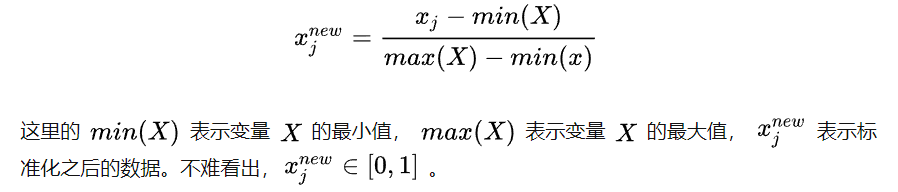 x_j^{new} = \frac{x_j - min(X)}{max(X) - min(x)}
这里的 min(X) 表示变量 X 的最小值， max(X) 表示变量 X 的最大值， x_j^{new} 表示标
准化之后的数据。不难看出，x_j^{new} ∈ [0, 1] 。